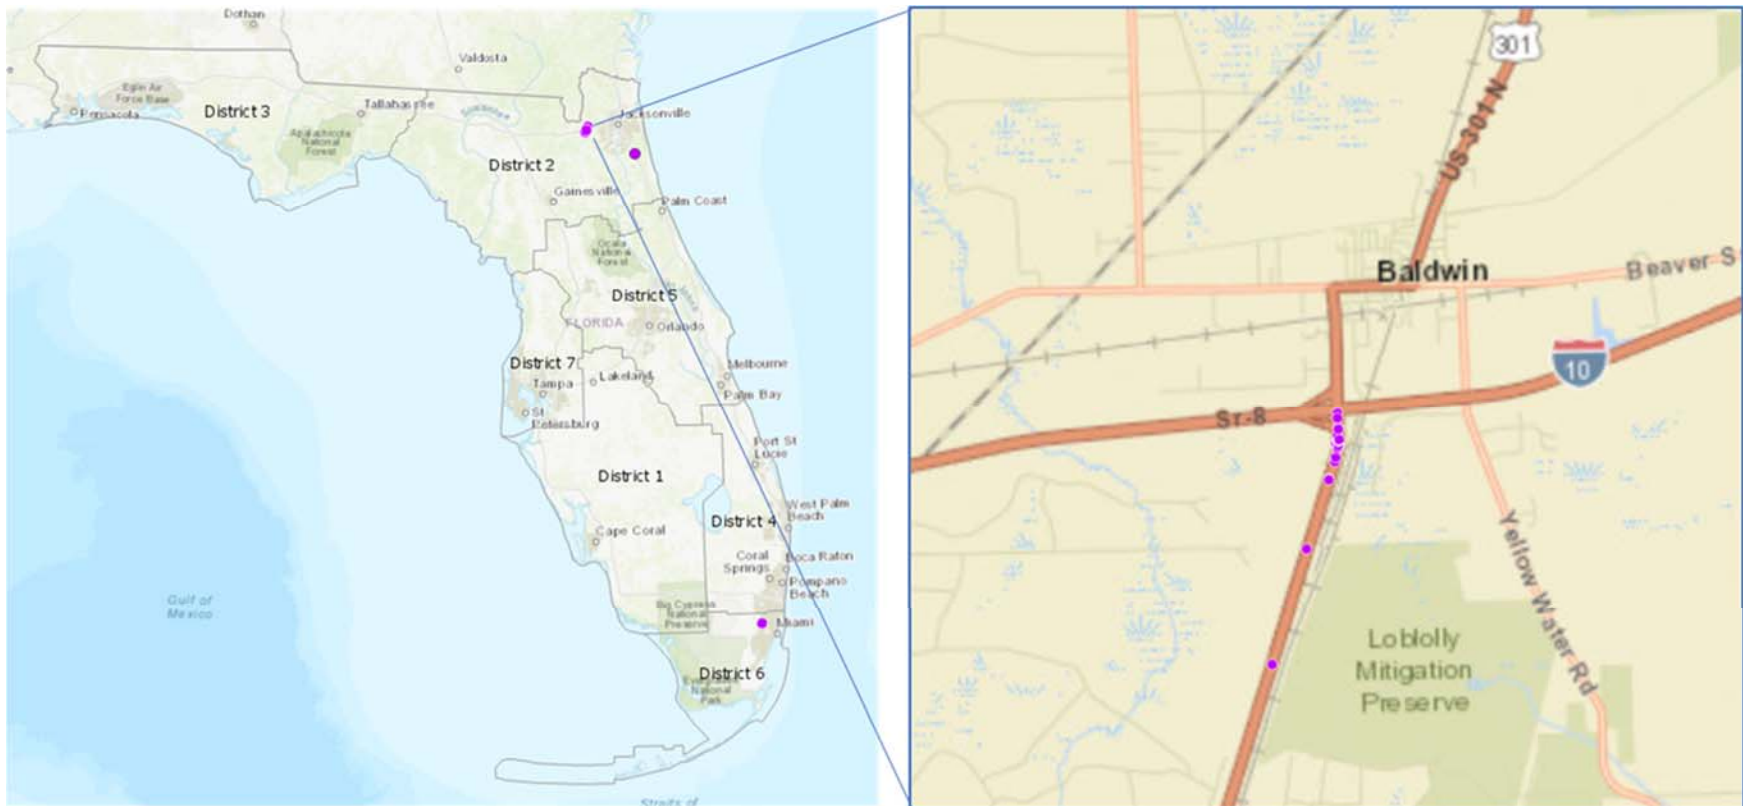 Dothan
Valdosta
Eglin Air
Force Base
Pensacola
District 3
Tallahassee
Apalachicola
National
Forest
Suwannee
Jacksonville
District 2
Gainesville
Palm Coast
Ocala
National
Forest
District 5
FLORIDA
Orlando
District 7
Tampa
Lakeland
Melbourne
Palm Bay
St
Petersburg
Port St
Lucie
District 1
West Palm
Beach
District 4
Cape Coral
Coral
Springs
Boca Raton
Pompano
Beach
Gulf of
Mexico
Big Cypress
National
Preserve
Miami
District 6
Everglades
National
Park
Straits of
301
US 301 N
Baldwin
Beaver S
10
Sr-8
Yellow Water Rd
Loblolly
Mitigation
Preserve